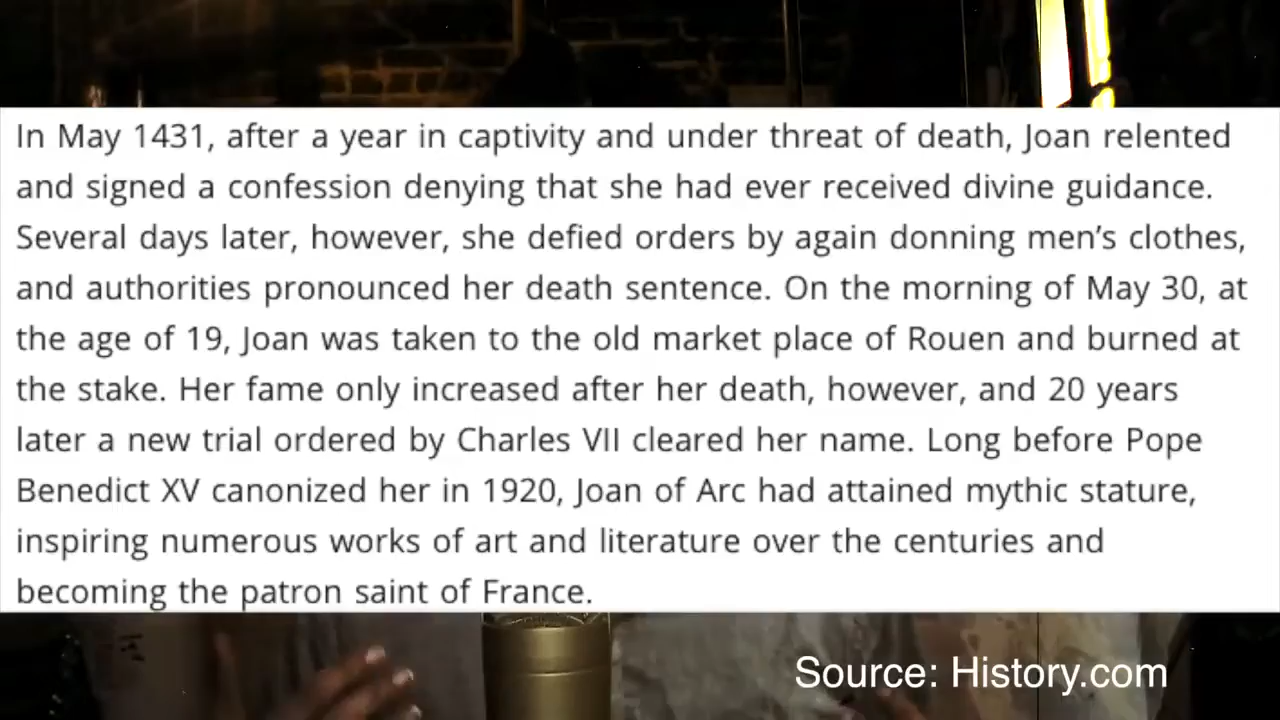 In May 1431, after a year in captivity and under threat of death, Joan relented
and signed a confession denying that she had ever received divine guidance.
Several days later, however, she defied orders by again donning men’s clothes,
and authorities pronounced her death sentence. On the morning of May 30, at
the age of 19, Joan was taken to the old market place of Rouen and burned at
the stake. Her fame only increased after her death, however, and 20 years
later a new trial ordered by Charles VII cleared her name. Long before Pope
Benedict XV canonized her in 1920, Joan of Arc had attained mythic stature,
inspiring numerous works of art and literature over the centuries and
becoming the patron saint of France.
Source: History.com